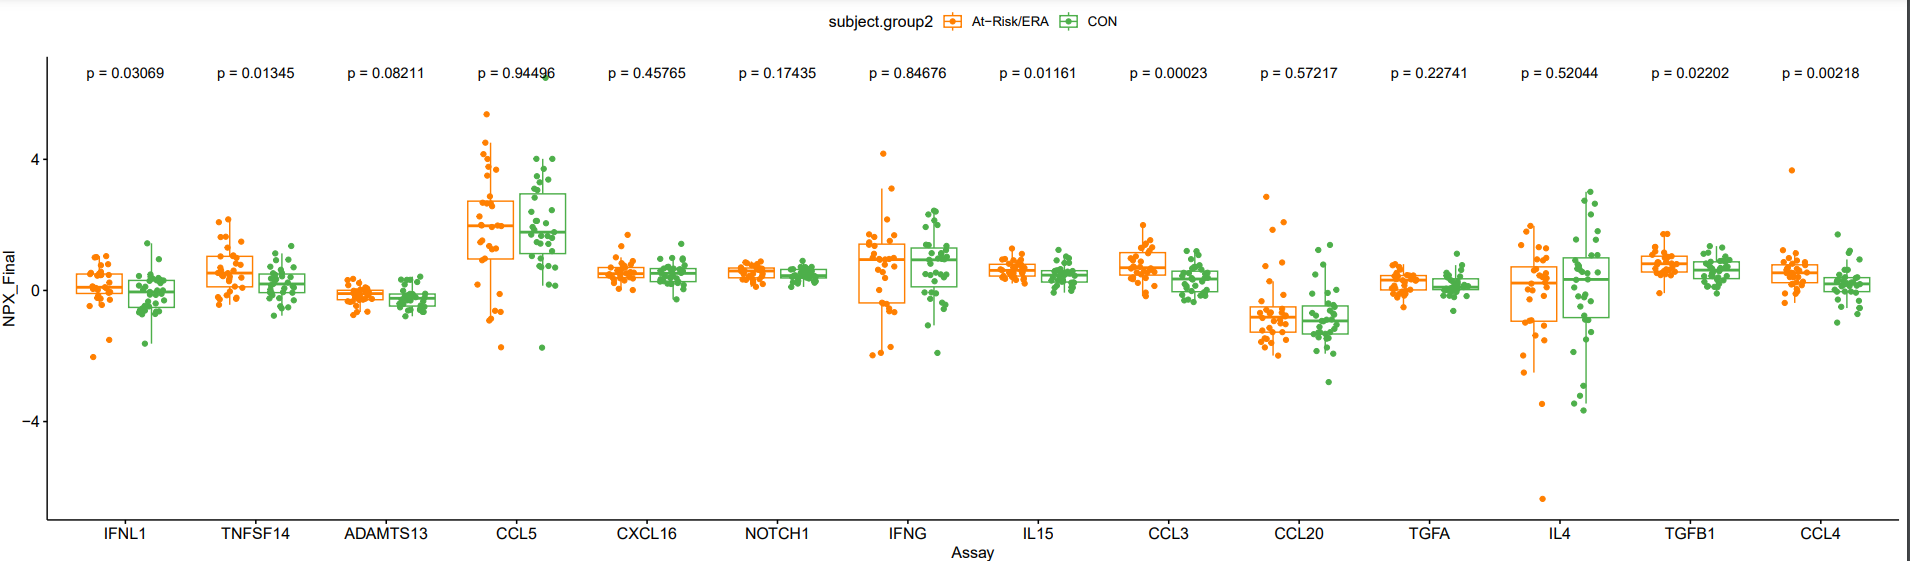 subject.group2 At−Risk/ERA CON
p = 0.03069 p = 0.01345 p = 0.08211 p = 0.94496 p = 0.45765 p = 0.17435 p = 0.84676 p = 0.01161 p = 0.00023 p = 0.57217 p = 0.22741 p = 0.52044 p = 0.02202 p = 0.00218
4
0
−4
NPX_Final
IFNL1 TNFSF14 ADAMTS13 CCL5 CXCL16 NOTCH1 IFNG IL15 CCL3 CCL20 TGFA IL4 TGFB1 CCL4
Assay